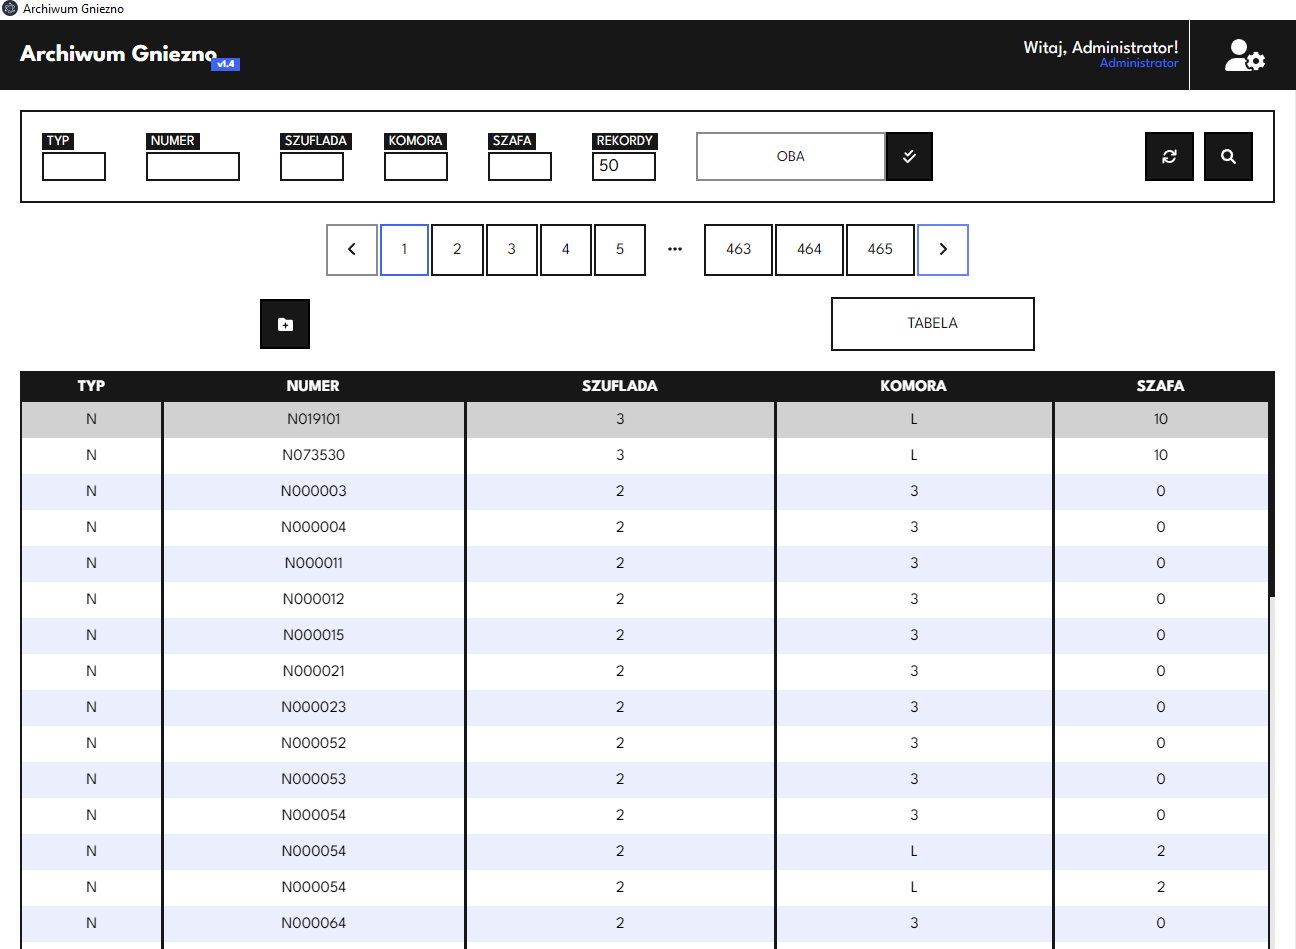 Archiwum Gniezno
Archiwum Gniezno v1.4
Witaj, Administrator!
Administrator
TYP NUMER SZUFLADA KOMORA SZAFA REKORDY
50
OBA
1 2 3 4 5 ••• 463 464 465
TABELA
TYP NUMER SZUFLADA KOMORA SZAFA
N N019101 3 L 10
N N073530 3 L 10
N N000003 2 3 0
N N000004 2 3 0
N N000011 2 3 0
N N000012 2 3 0
N N000015 2 3 0
N N000021 2 3 0
N N000023 2 3 0
N N000052 2 3 0
N N000053 2 3 0
N N000054 2 3 0
N N000054 2 L 2
N N000054 2 L 2
N N000064 2 3 0